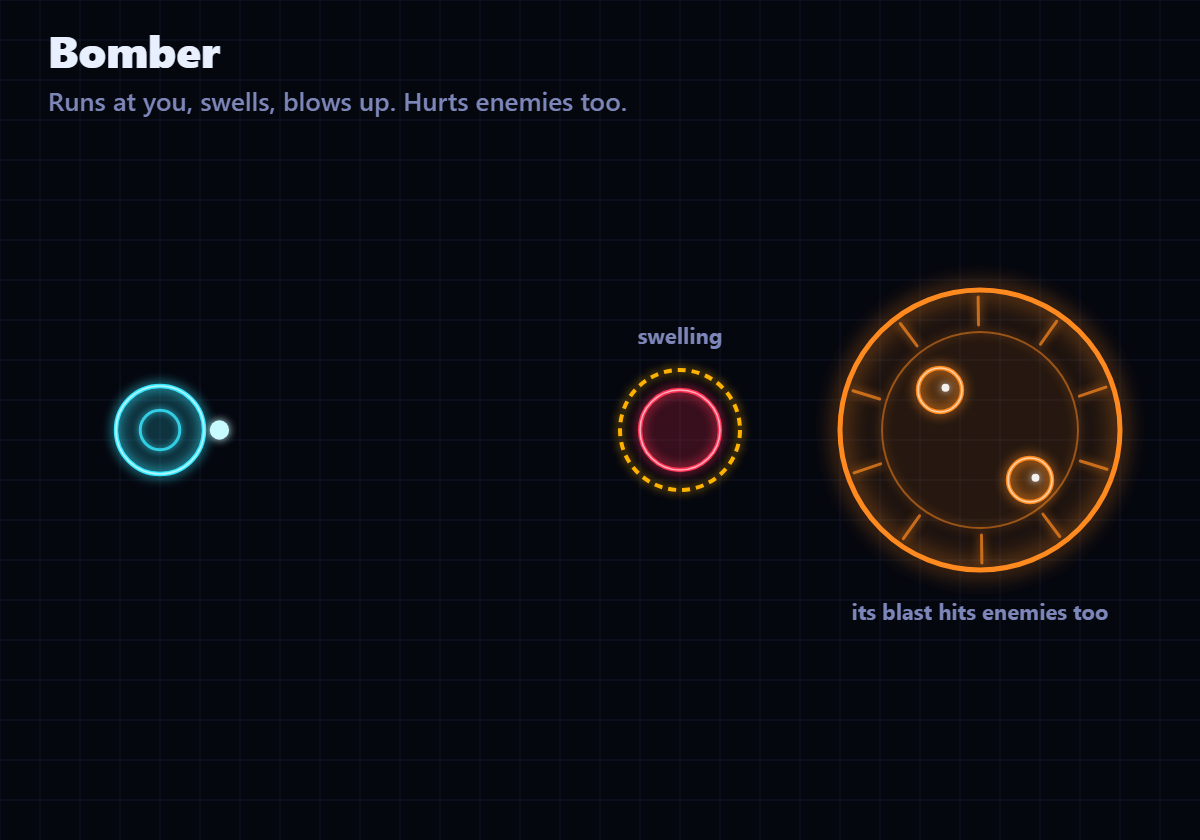 Bomber
Runs at you, swells, blows up. Hurts enemies too.
swelling
its blast hits enemies too